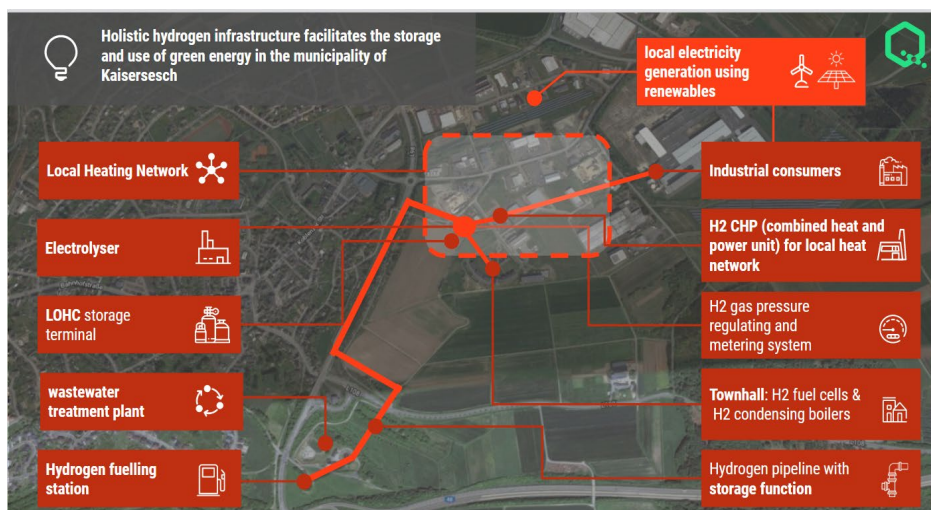 Holistic hydrogen infrastructure facilitates the storage
and use of green energy in the municipality of
Kaisersesch
local electricity
generation using
renewables
Local Heating Network
Electrolyser
LOHC storage
terminal
wastewater
treatment plant
Hydrogen fuelling
station
Industrial consumers
H2 CHP (combined heat and
power unit) for local heat
network
H2 gas pressure
regulating and
metering system
Townhall: H2 fuel cells &
H2 condensing boilers
Hydrogen pipeline with
storage function